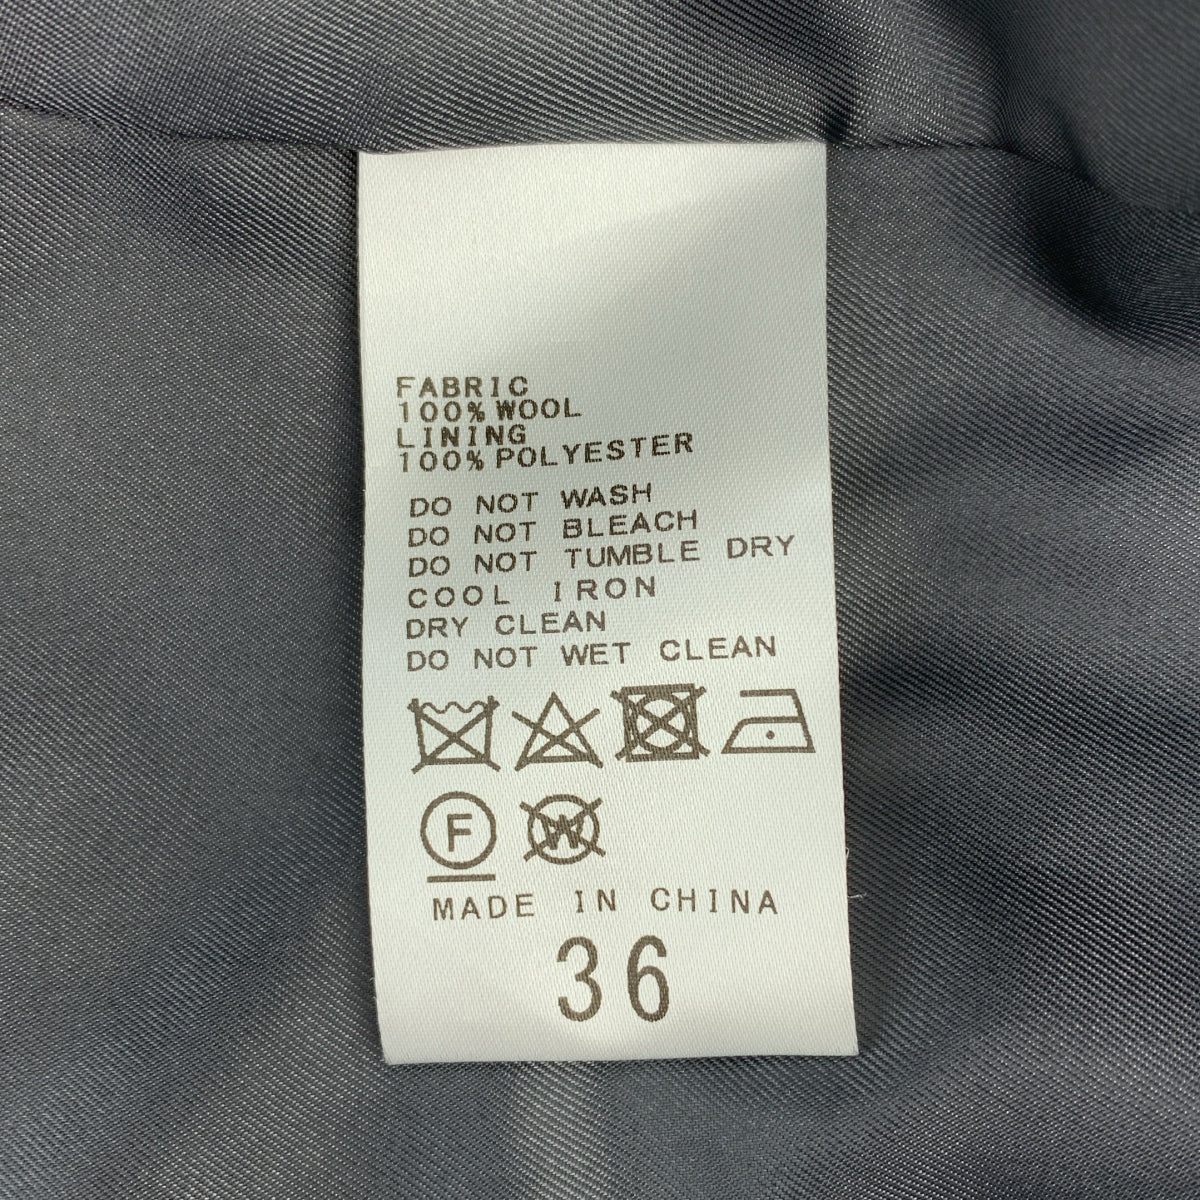 FABRIC
100% WOOL
LINING
100% POLYESTER
DO NOT WASH
DO NOT BLEACH
DO NOT TUMBLE DRY
COOL IRON
DRY CLEAN
DO NOT WET CLEAN
F W
MADE IN CHINA
36